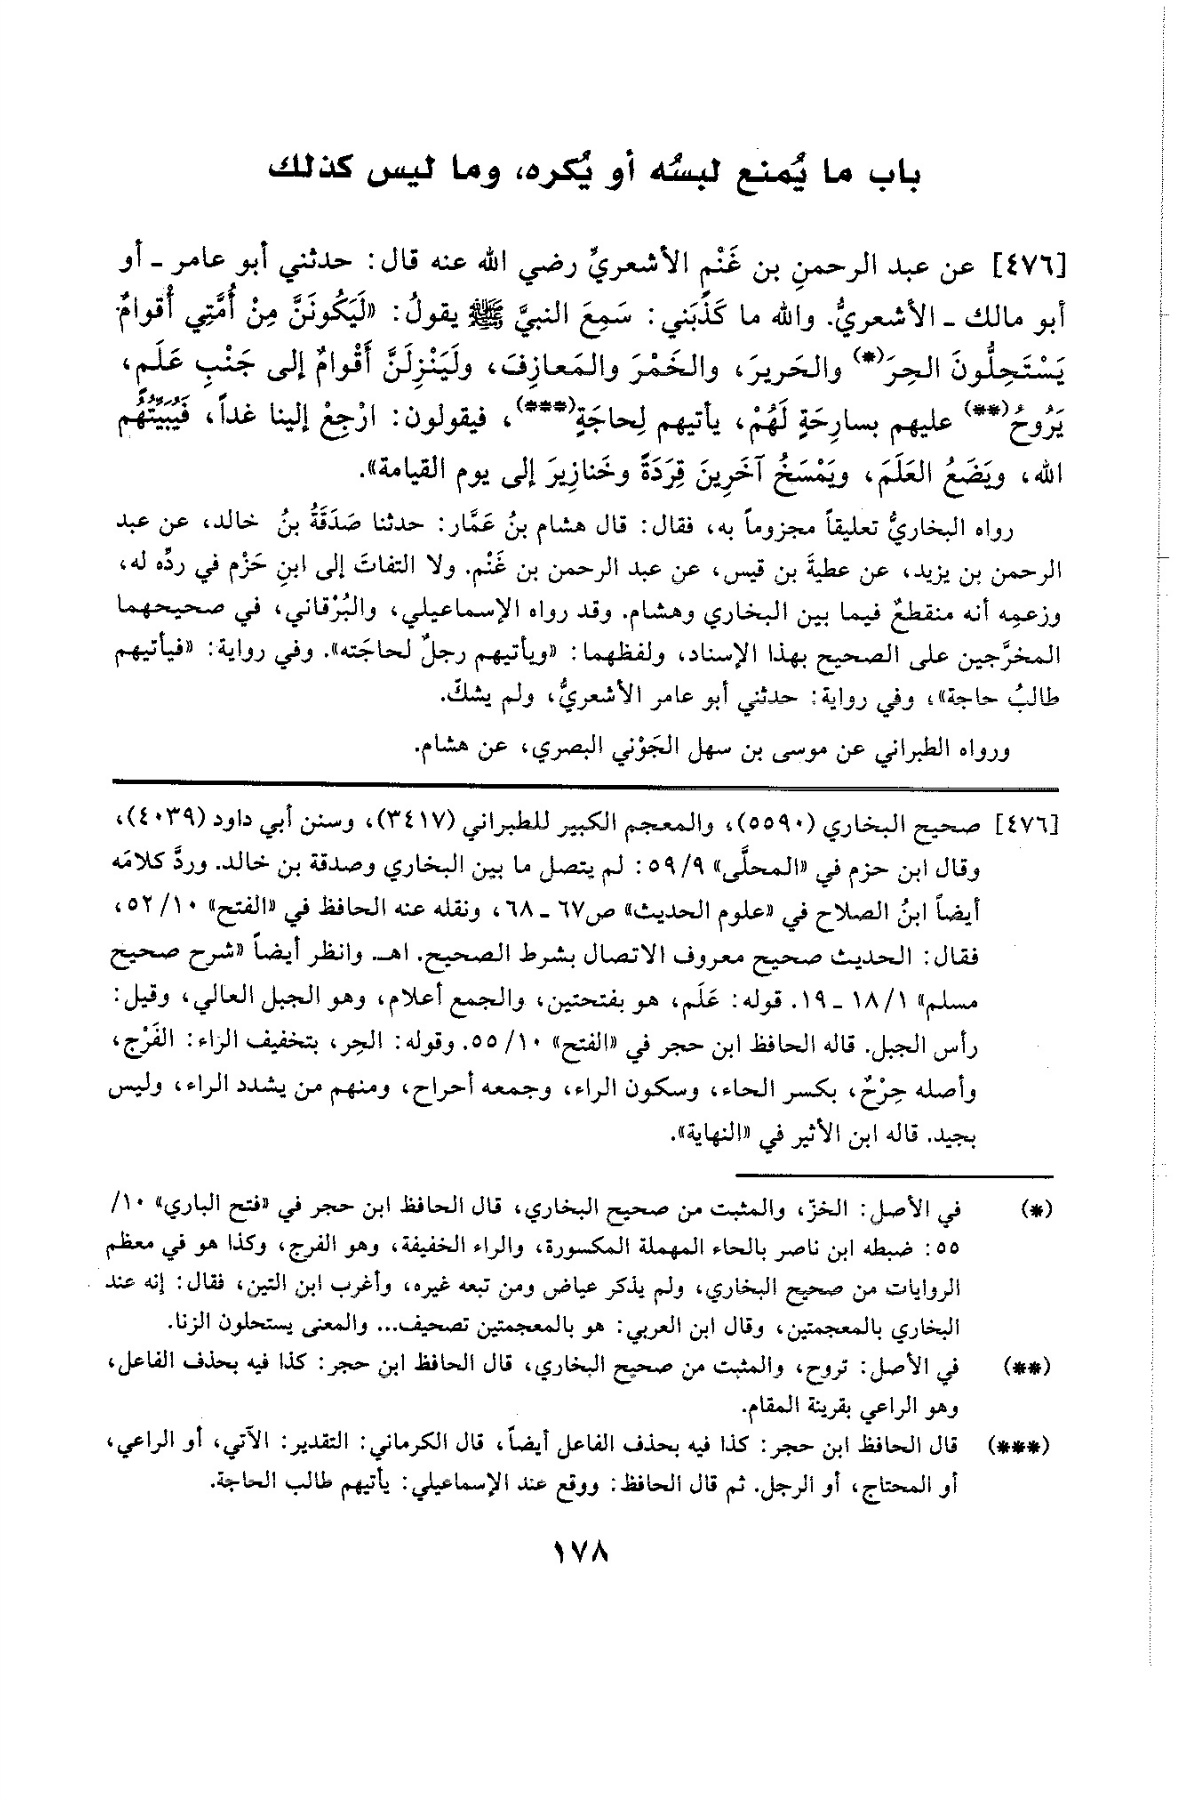 باب ما يُمنع لبسُه أو يُكره، وما ليس كذلك
[٤٧٦] عن عبد الرحمنِ بن غَنْمٍ الأشعريِّ رضي الله عنه قال: حدثني أبو عامر ـ أو
أبو مالك ـ الأشعريُّ. والله ما كَذَبَني: سَمِعَ النبيَّ ﷺ يقولُ: «لَيَكُونَنَّ مِنْ أُمَّتِي أُقوامٌ
يَسْتَحِلُّونَ الحِرَ(*) والحَريرَ، والخَمْرَ والمَعازِفَ، ولَيَنْزِلَنَّ أَقْوامٌ إلى جَنْبِ عَلَمٍ،
يَرُوحُ(**) عليهم بسارِحَةٍ لَهُمْ، يأتيهم لِحاجَةٍ(***)، فيقولون: ارْجِعْ إلينا غداً، فَيُبَيِّتُهُم
الله، ويَضَعُ العَلَمَ، ويَمْسَخُ آخَرِينَ قِرَدَةً وخَنازِيرَ إلى يوم القيامة».
رواه البخاريُّ تعليقاً مجزوماً به، فقال: قال هشام بنُ عَمَّار: حدثنا صَدَقَةُ بنُ خالد، عن عبد
الرحمن بن يزيد، عن عطيةَ بن قيس، عن عبد الرحمن بن غَنْم. ولا التفاتَ إلى ابنِ حَزْم في ردِّه له،
وزعمِه أنه منقطعٌ فيما بين البخاري وهشام. وقد رواه الإسماعيلي، والبُرْقاني، في صحيحهما
المخرَّجين على الصحيح بهذا الإسناد، ولفظهما: «ويأتيهم رجلٌ لحاجَته». وفي رواية: «فيأتيهم
طالبُ حاجة»، وفي رواية: حدثني أبو عامر الأشعريُّ، ولم يشكّ.
ورواه الطبراني عن موسى بن سهل الجَوْني البصري، عن هشام.
[٤٧٦] صحيح البخاري (٥٥٩٠)، والمعجم الكبير للطبراني (٣٤١٧)، وسنن أبي داود (٤٠٣٩)،
وقال ابن حزم في «المحلَّى» ٥٩/٩: لم يتصل ما بين البخاري وصدقة بن خالد. وردَّ كلامَه
أيضاً ابنُ الصلاح في «علوم الحديث» ص٦٧ ـ ٦٨، ونقله عنه الحافظ في «الفتح» ٥٢/١٠،
فقال: الحديث صحيح معروف الاتصال بشرط الصحيح. اهـ. وانظر أيضاً «شرح صحيح
مسلم» ١٨/١ ـ ١٩. قوله: عَلَم، هو بفتحتين، والجمع أعلام، وهو الجبل العالي، وقيل:
رأس الجبل. قاله الحافظ ابن حجر في «الفتح» ٥٥/١٠. وقوله: الحِر، بتخفيف الراء: الفَرْج،
وأصله حِرْحٌ، بكسر الحاء، وسكون الراء، وجمعه أحراح، ومنهم من يشدد الراء، وليس
بجيد. قاله ابن الأثير في «النهاية».
(*) في الأصل: الخزّ، والمثبت من صحيح البخاري، قال الحافظ ابن حجر في «فتح الباري» ١٠/
٥٥: ضبطه ابن ناصر بالحاء المهملة المكسورة، والراء الخفيفة، وهو الفرج، وكذا هو في معظم
الروايات من صحيح البخاري، ولم يذكر عياض ومن تبعه غيره، وأغرب ابن التين، فقال: إنه عند
البخاري بالمعجمتين، وقال ابن العربي: هو بالمعجمتين تصحيف... والمعنى يستحلون الزنا.
(**) في الأصل: تروح، والمثبت من صحيح البخاري، قال الحافظ ابن حجر: كذا فيه بحذف الفاعل،
وهو الراعي بقرينة المقام.
(***) قال الحافظ ابن حجر: كذا فيه بحذف الفاعل أيضاً، قال الكرماني: التقدير: الآتي، أو الراعي،
أو المحتاج، أو الرجل. ثم قال الحافظ: ووقع عند الإسماعيلي: يأتيهم طالب الحاجة.
١٧٨